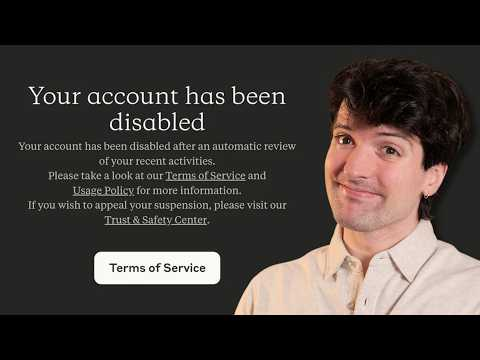 Your account has been
disabled
Your account has been disabled after an automatic review
of your recent activities.
Please take a look at our Terms of Service and
Usage Policy for more information.
If you wish to appeal your suspension, please visit our
Trust & Safety Center.
Terms of Service